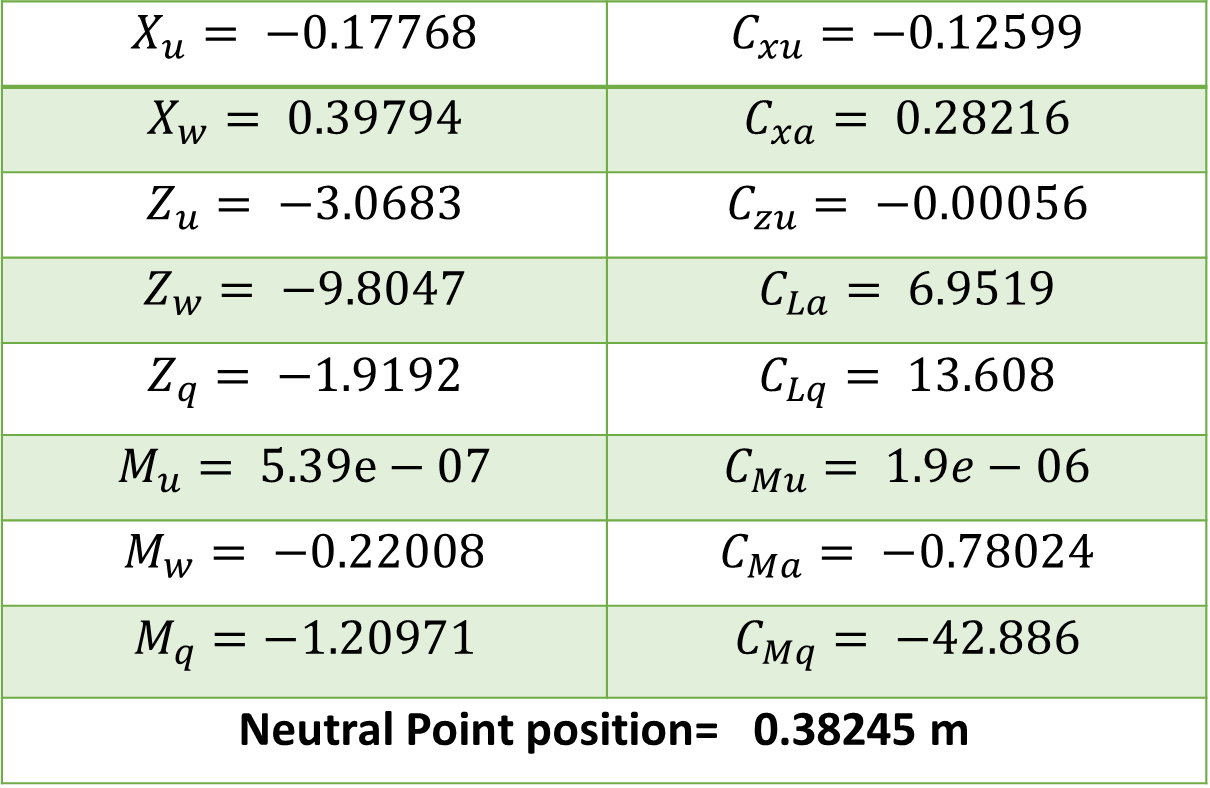 X_u = −0.17768 C_xu = −0.12599
X_w = 0.39794 C_xa = 0.28216
Z_u = −3.0683 C_zu = −0.00056
Z_w = −9.8047 C_La = 6.9519
Z_q = −1.9192 C_Lq = 13.608
M_u = 5.39e − 07 C_Mu = 1.9e − 06
M_w = −0.22008 C_Ma = −0.78024
M_q = −1.20971 C_Mq = −42.886
Neutral Point position= 0.38245 m